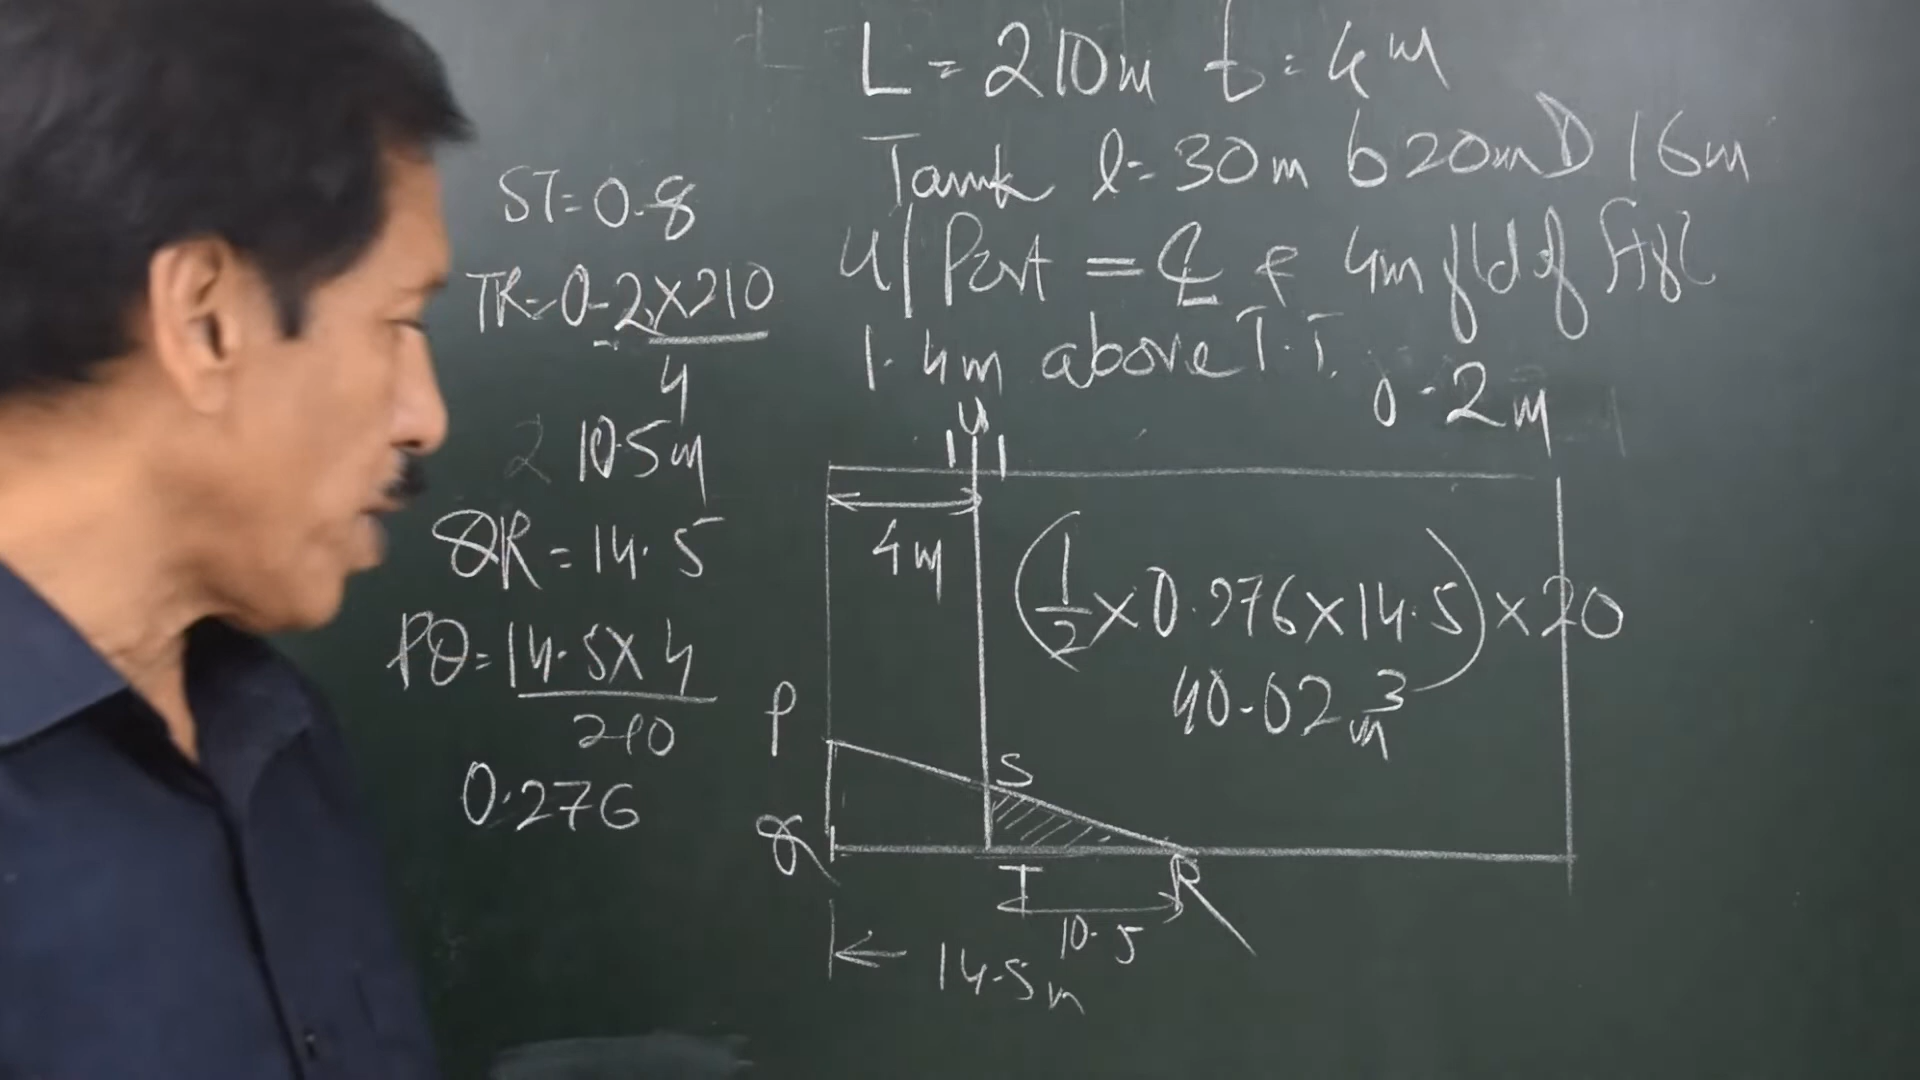 L = 210m t = 4m
Tank l = 30m b 20m D 16m
U/Port = ℄ & 4m fwd of Aft
1.4m above T.T.
0.2m
ST = 0.8
TR = 0.2 × 210
4
10.5m
QR = 14.5
PQ = 14.5 × 4
210
0.276
U
4m
(1/2 × 0.276 × 14.5) × 20
40.02 m³
P
S
Q
T
R
10.5
14.5m